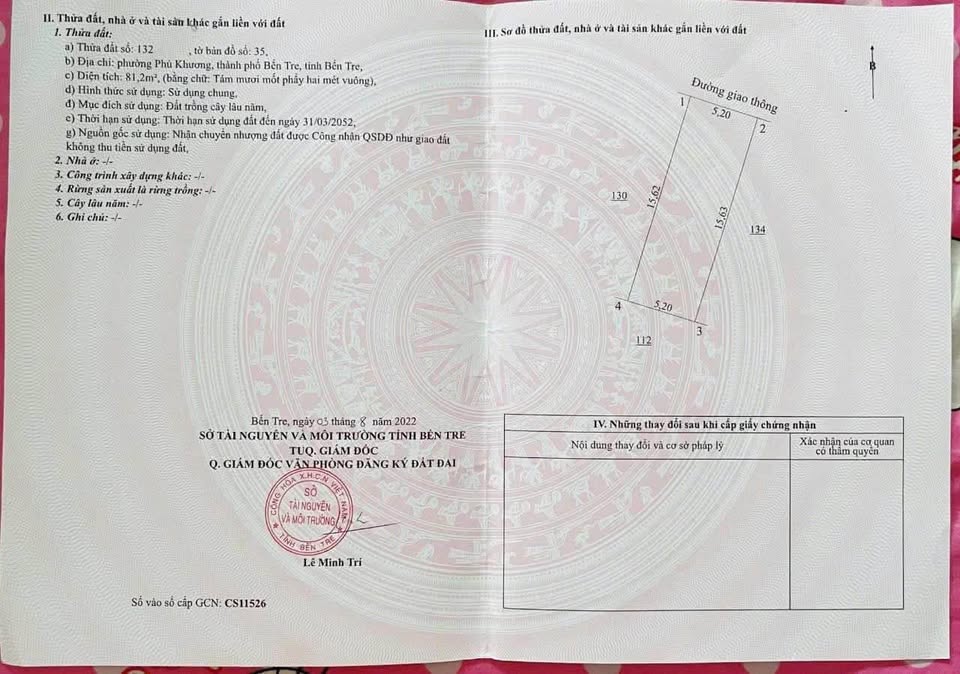 II. Thửa đất, nhà ở và tài sản khác gắn liền với đất
1. Thửa đất:
a) Thửa đất số: 132 , tờ bản đồ số: 35,
b) Địa chỉ: phường Phú Khương, thành phố Bến Tre, tỉnh Bến Tre,
c) Diện tích: 81,2m², (bằng chữ: Tám mươi mốt phẩy hai mét vuông),
d) Hình thức sử dụng: Sử dụng chung,
đ) Mục đích sử dụng: Đất trồng cây lâu năm,
e) Thời hạn sử dụng: Thời hạn sử dụng đất đến ngày 31/03/2052,
g) Nguồn gốc sử dụng: Nhận chuyển nhượng đất được Công nhận QSDĐ như giao đất
không thu tiền sử dụng đất,
2. Nhà ở: -/-
3. Công trình xây dựng khác: -/-
4. Rừng sản xuất là rừng trồng: -/-
5. Cây lâu năm: -/-
6. Ghi chú: -/-
Bến Tre, ngày 03 tháng 8 năm 2022
SỞ TÀI NGUYÊN VÀ MÔI TRƯỜNG TỈNH BẾN TRE
TUQ. GIÁM ĐỐC
Q. GIÁM ĐỐC VĂN PHÒNG ĐĂNG KÝ ĐẤT ĐAI
CỘNG HÒA X.H.C.N VIỆT NAM
SỞ
TÀI NGUYÊN
VÀ MÔI TRƯỜNG
TỈNH BẾN TRE
Lê Minh Trí
Số vào sổ cấp GCN: CS11526
III. Sơ đồ thửa đất, nhà ở và tài sản khác gắn liền với đất
B
Đường giao thông
1
5,20
2
130
15,62
15,63
134
4
5,20
3
112
IV. Những thay đổi sau khi cấp giấy chứng nhận
Nội dung thay đổi và cơ sở pháp lý
Xác nhận của cơ quan
có thẩm quyền